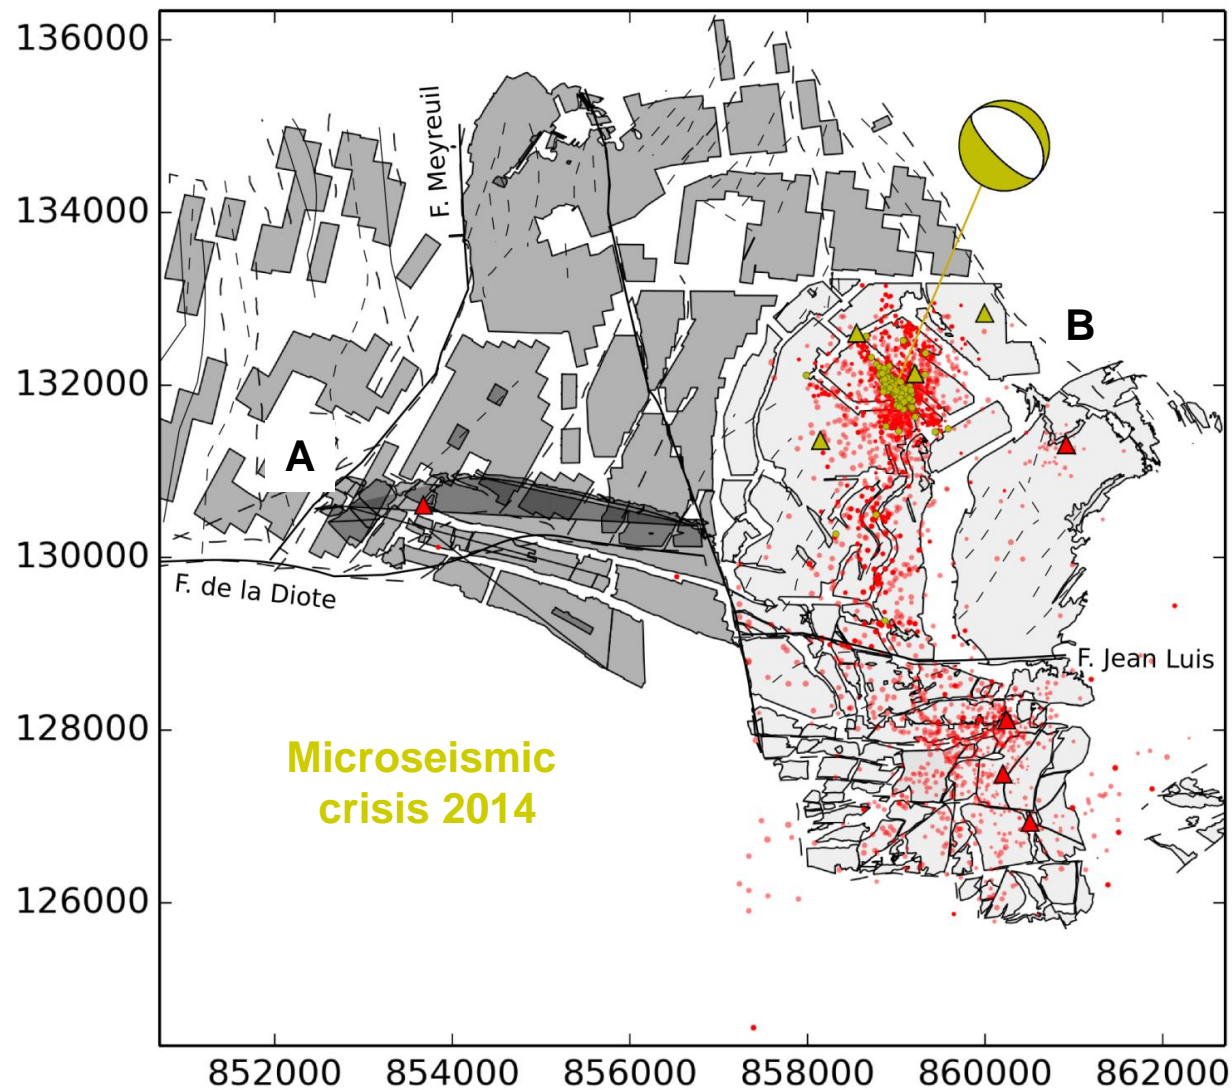 136000
134000
132000
130000
128000
126000
852000 854000 856000 858000 860000 862000
F. Meyreuil
B
A
F. de la Diote
F. Jean Luis
Microseismic
crisis 2014